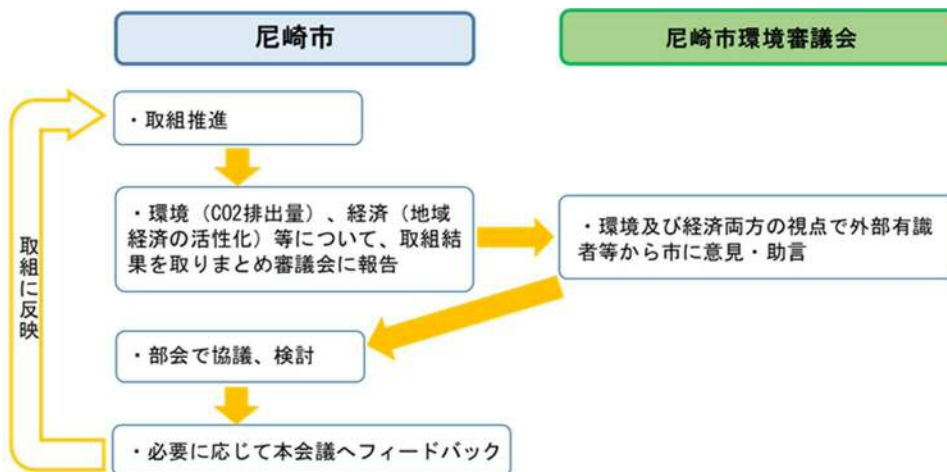 尼崎市
尼崎市環境審議会
・取組推進
・環境（CO2排出量）、経済（地域
経済の活性化）等について、取組結
果を取りまとめ審議会に報告
・環境及び経済両方の視点で外部有識
者等から市に意見・助言
・部会で協議、検討
・必要に応じて本会議へフィードバック
取組に反映